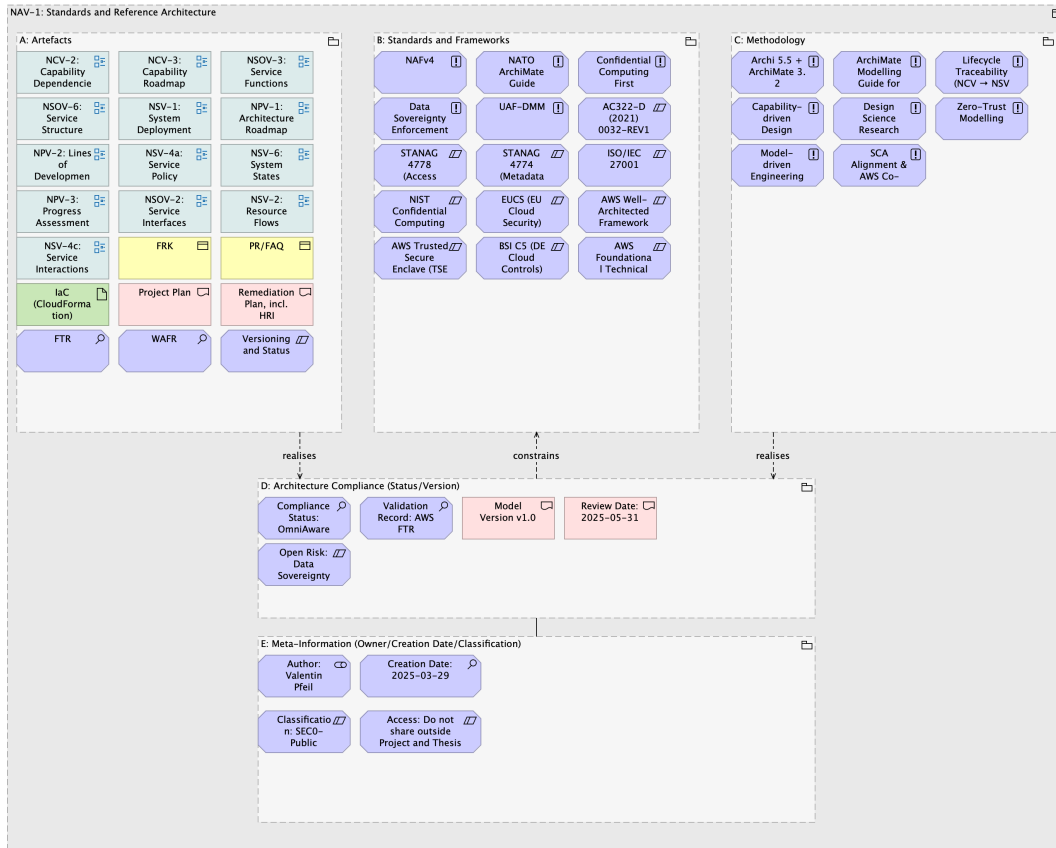 NAV-1: Standards and Reference Architecture
A: Artefacts
NCV-2:
Capability
Dependencie
NCV-3:
Capability
Roadmap
NSOV-3:
Service
Functions
NSOV-6:
Service
Structure
NSV-1:
System
Deployment
NPV-1:
Architecture
Roadmap
NPV-2: Lines
of
Developmen
NSV-4a:
Service
Policy
NSV-6:
System
States
NPV-3:
Progress
Assessment
NSOV-2:
Service
Interfaces
NSV-2:
Resource
Flows
NSV-4c:
Service
Interactions
FRK
PR/FAQ
IaC
(CloudForma
tion)
Project Plan
Remediation
Plan, incl.
HRI
FTR
WAFR
Versioning
and Status
B: Standards and Frameworks
NAFv4
NATO
ArchiMate
Guide
Confidential
Computing
First
Data
Sovereignty
Enforcement
UAF-DMM
AC322-D
(2021)
0032-REV1
STANAG
4778
(Access
STANAG
4774
(Metadata
ISO/IEC
27001
NIST
Confidential
Computing
EUCS (EU
Cloud
Security)
AWS Well-
Architected
Framework
AWS Trusted
Secure
Enclave (TSE
BSI C5 (DE
Cloud
Controls)
AWS
Foundationa
l Technical
C: Methodology
Archi 5.5 +
ArchiMate 3.
2
ArchiMate
Modelling
Guide for
Lifecycle
Traceability
(NCV → NSV
Capability-
driven
Design
Design
Science
Research
Zero-Trust
Modelling
Model-
driven
Engineering
SCA
Alignment &
AWS Co-
realises
constrains
realises
D: Architecture Compliance (Status/Version)
Compliance
Status:
OmniAware
Validation
Record: AWS
FTR
Model
Version v1.0
Review Date:
2025-05-31
Open Risk:
Data
Sovereignty
E: Meta-Information (Owner/Creation Date/Classification)
Author:
Valentin
Pfeil
Creation Date:
2025-03-29
Classificatio
n: SEC0-
Public
Access: Do not
share outside
Project and Thesis